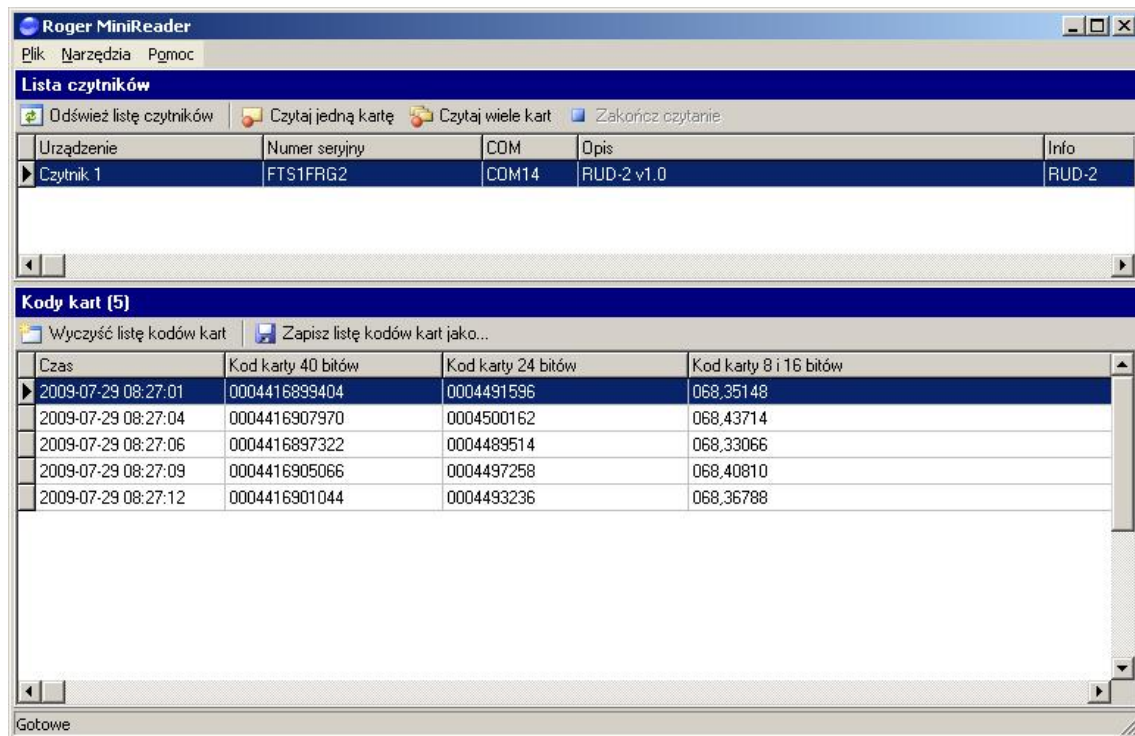 Roger MiniReader
Plik Narzędzia Pomoc
Lista czytników
Odśwież listę czytników Czytaj jedną kartę Czytaj wiele kart Zakończ czytanie
Urządzenie Numer seryjny COM Opis Info
Czytnik 1 FTS1FRG2 COM14 RUD-2 v1.0 RUD-2
Kody kart (5)
Wyczyść listę kodów kart Zapisz listę kodów kart jako...
Czas Kod karty 40 bitów Kod karty 24 bitów Kod karty 8 i 16 bitów
2009-07-29 08:27:01 0004416899404 0004491596 068,35148
2009-07-29 08:27:04 0004416907970 0004500162 068,43714
2009-07-29 08:27:06 0004416897322 0004489514 068,33066
2009-07-29 08:27:09 0004416905066 0004497258 068,40810
2009-07-29 08:27:12 0004416901044 0004493236 068,36788
Gotowe